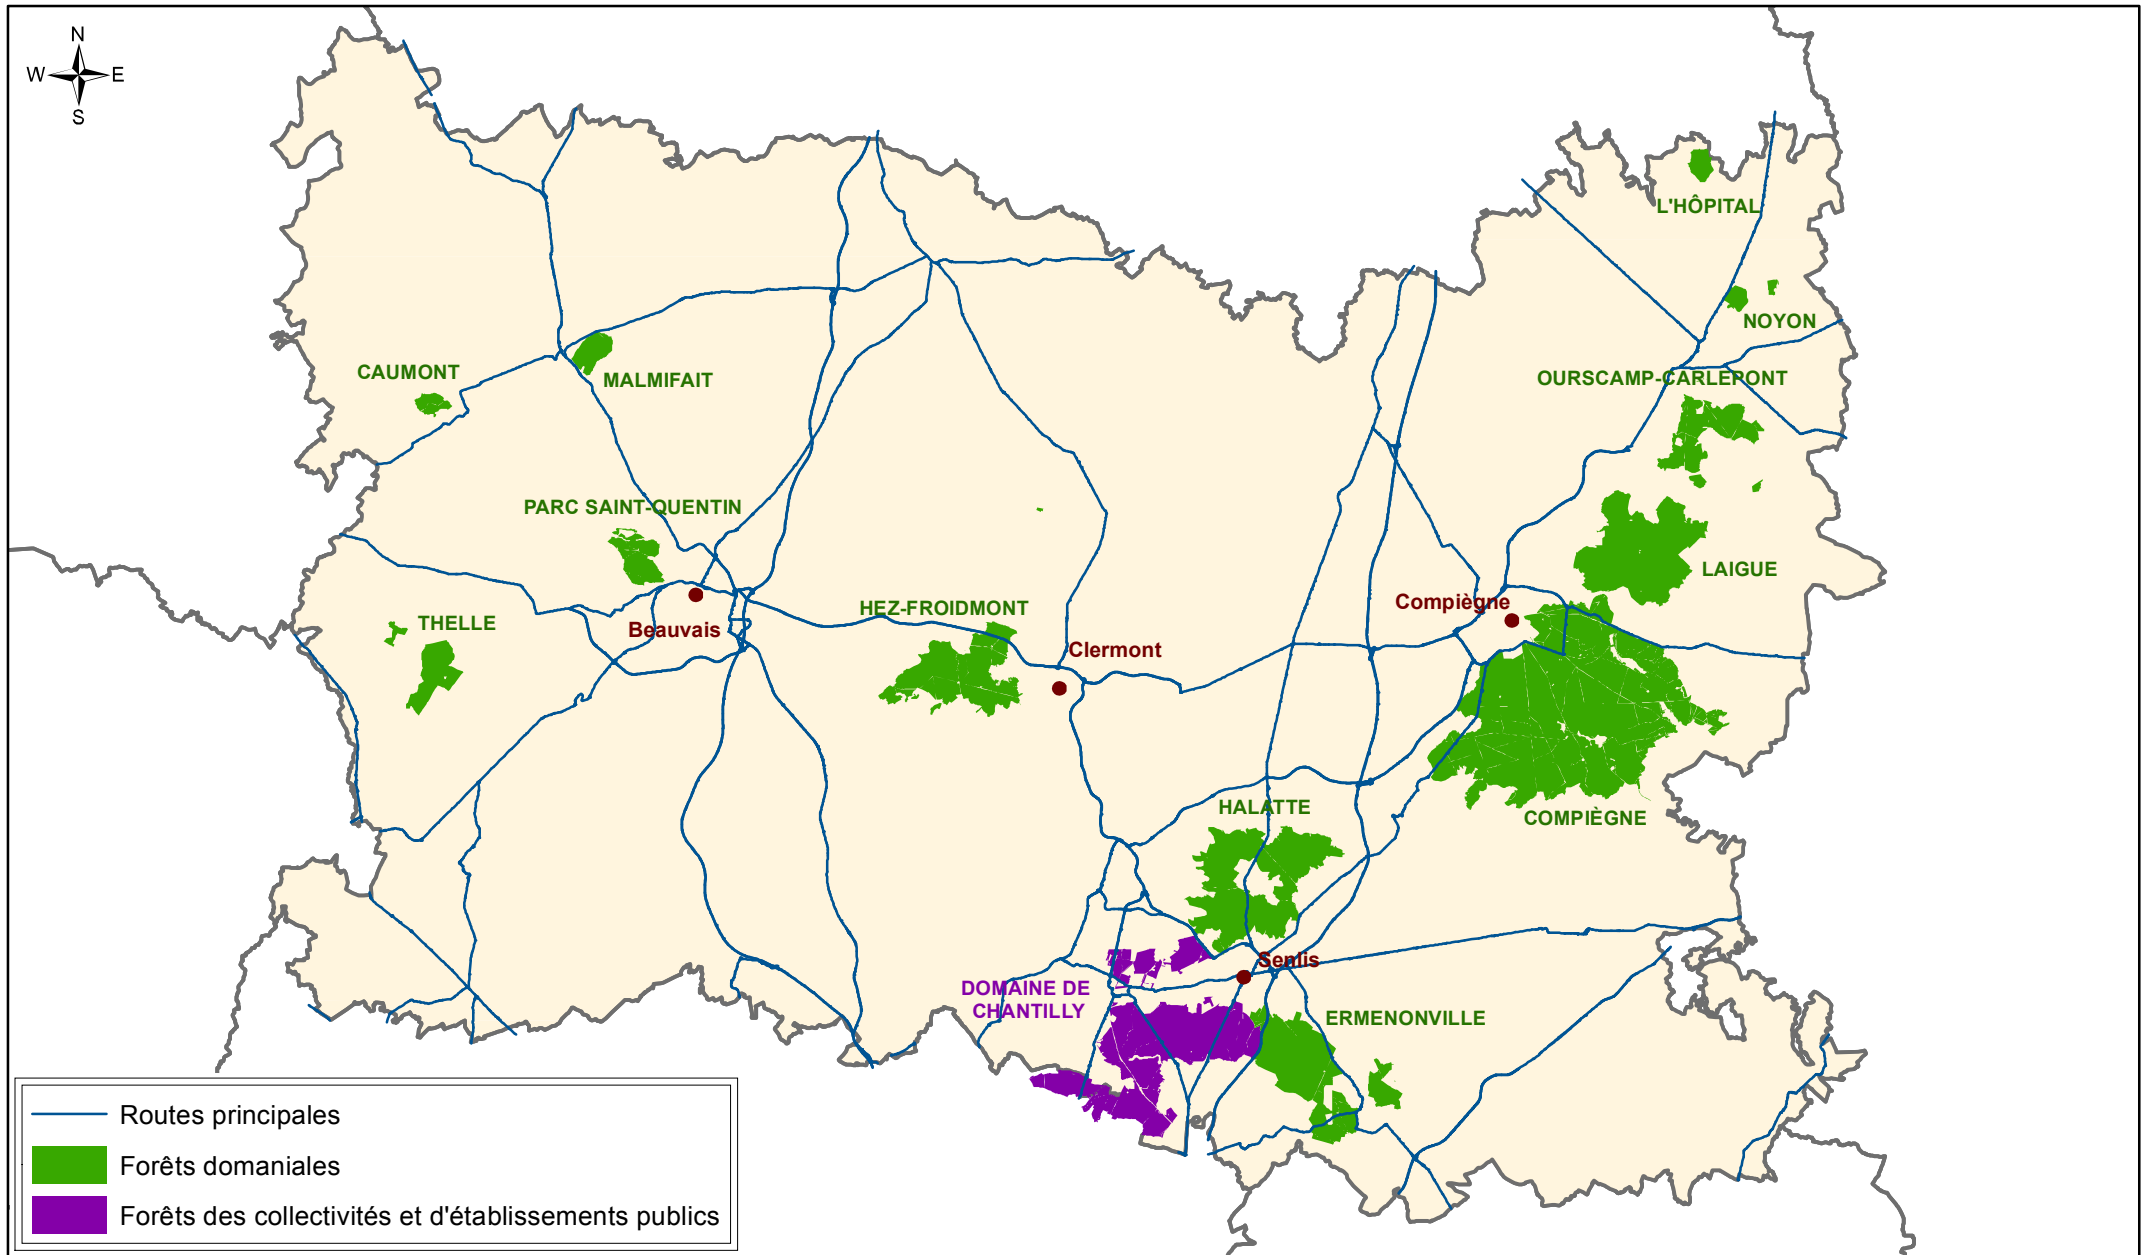 N
W E
S
L'HÔPITAL
NOYON
CAUMONT
MALMIFAIT
OURSCAMP-CARLEPONT
PARC SAINT-QUENTIN
LAIGUE
THELLE
HEZ-FROIDMONT
Compiègne
Beauvais
Clermont
HALATTE
COMPIÈGNE
Senlis
DOMAINE DE
CHANTILLY
ERMENONVILLE
Routes principales
Forêts domaniales
Forêts des collectivités et d'établissements publics